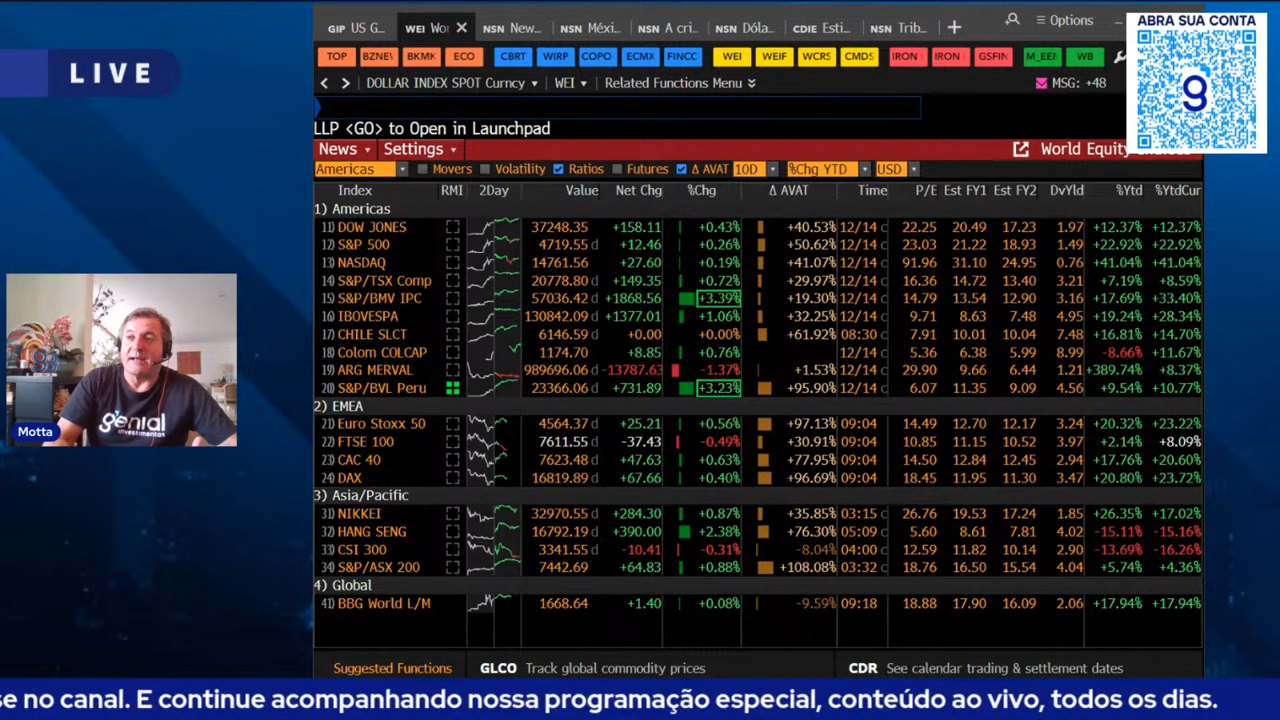 LIVE
GIP US G...
WEI Wo
NSN New...
NSN Méxi...
NSN A cri...
NSN Dóla...
CDIE Esti...
NSN Trib...
Options
ABRA SUA CONTA
TOP BZNE BKMK ECO CBRT WIRP COPO ECMX FINCC WEI WEIF WCRS CMDS IRON IRON GSFIN M_EEI WB
DOLLAR INDEX SPOT Curncy WEI Related Functions Menu MSG: +48
g
LLP <GO> to Open in Launchpad
News Settings World Equity
Americas Movers Volatility Ratios Futures Δ AVAT 10D %Chg YTD USD
Index RMI 2Day Value Net Chg %Chg Δ AVAT Time P/E Est FY1 Est FY2 DvYld %Ytd %YtdCur
1) Americas
11) DOW JONES 37248.35 +158.11 +0.43% +40.53% 12/14 c 22.25 20.49 17.23 1.97 +12.37% +12.37%
12) S&P 500 4719.55 d +12.46 +0.26% +50.62% 12/14 c 23.03 21.22 18.93 1.49 +22.92% +22.92%
13) NASDAQ 14761.56 +27.60 +0.19% +41.07% 12/14 c 91.96 31.10 24.95 0.76 +41.04% +41.04%
14) S&P/TSX Comp 20778.80 d +149.35 +0.72% +29.97% 12/14 c 16.36 14.72 13.40 3.21 +7.19% +8.59%
15) S&P/BMV IPC 57036.42 d +1868.56 +3.39% +19.30% 12/14 c 14.79 13.54 12.90 3.16 +17.69% +33.40%
16) IBOVESPA 130842.09 d +1377.01 +1.06% +32.25% 12/14 c 9.71 8.63 7.48 4.95 +19.24% +28.34%
17) CHILE SLCT 6146.59 d +0.00 +0.00% +61.92% 08:30 c 7.91 10.01 10.04 7.48 +16.81% +14.70%
18) Colom COLCAP 1174.70 +8.85 +0.76% 12/14 c 5.36 6.38 5.99 8.99 -8.66% +11.67%
19) ARG MERVAL 989696.06 d -13787.63 -1.37% +1.53% 12/14 c 29.90 9.66 6.44 1.21 +389.74% +8.37%
20) S&P/BVL Peru 23366.06 d +731.89 +3.23% +95.90% 12/14 c 6.07 11.35 9.09 4.56 +9.54% +10.77%
2) EMEA
21) Euro Stoxx 50 4564.37 d +25.21 +0.56% +97.13% 09:04 14.49 12.70 12.17 3.24 +20.32% +23.22%
22) FTSE 100 7611.55 d -37.43 -0.49% +30.91% 09:04 10.85 11.15 10.52 3.97 +2.14% +8.09%
23) CAC 40 7623.48 d +47.63 +0.63% +77.95% 09:04 14.50 12.84 12.45 2.94 +17.76% +20.60%
24) DAX 16819.89 d +67.66 +0.40% +96.69% 09:04 18.45 11.95 11.30 3.47 +20.80% +23.72%
3) Asia/Pacific
31) NIKKEI 32970.55 d +284.30 +0.87% +35.85% 03:15 c 26.76 19.53 17.24 1.85 +26.35% +17.02%
32) HANG SENG 16792.19 d +390.00 +2.38% +76.30% 05:09 c 5.60 8.61 7.81 4.02 -15.11% -15.16%
33) CSI 300 3341.55 d -10.41 -0.31% -8.04% 04:00 c 12.59 11.82 10.14 2.90 -13.69% -16.26%
34) S&P/ASX 200 7442.69 d +64.83 +0.88% +108.08% 03:32 c 18.76 16.50 15.54 4.04 +5.74% +4.36%
4) Global
41) BBG World L/M 1668.64 +1.40 +0.08% -9.59% 09:18 18.88 17.90 16.09 2.06 +17.94% +17.94%
genial
investimentos
Motta
Suggested Functions GLCO Track global commodity prices CDR See calendar trading & settlement dates
se no canal. E continue acompanhando nossa programação especial, conteúdo ao vivo, todos os dias.